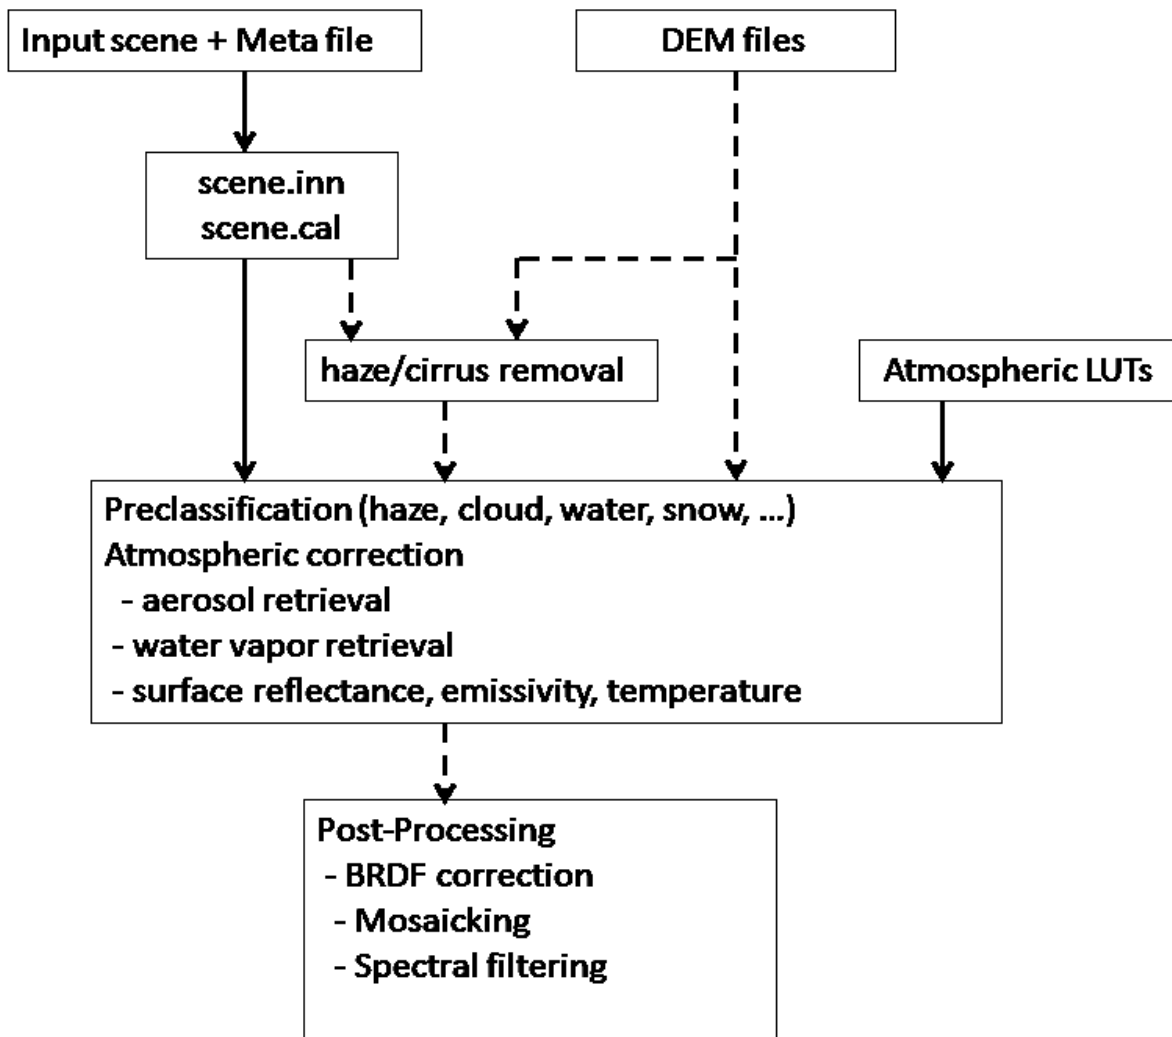 Input scene + Meta file
DEM files
scene.inn
scene.cal
haze/cirrus removal
Atmospheric LUTs
Preclassification (haze, cloud, water, snow, ...)
Atmospheric correction
- aerosol retrieval
- water vapor retrieval
- surface reflectance, emissivity, temperature
Post-Processing
- BRDF correction
- Mosaicking
- Spectral filtering